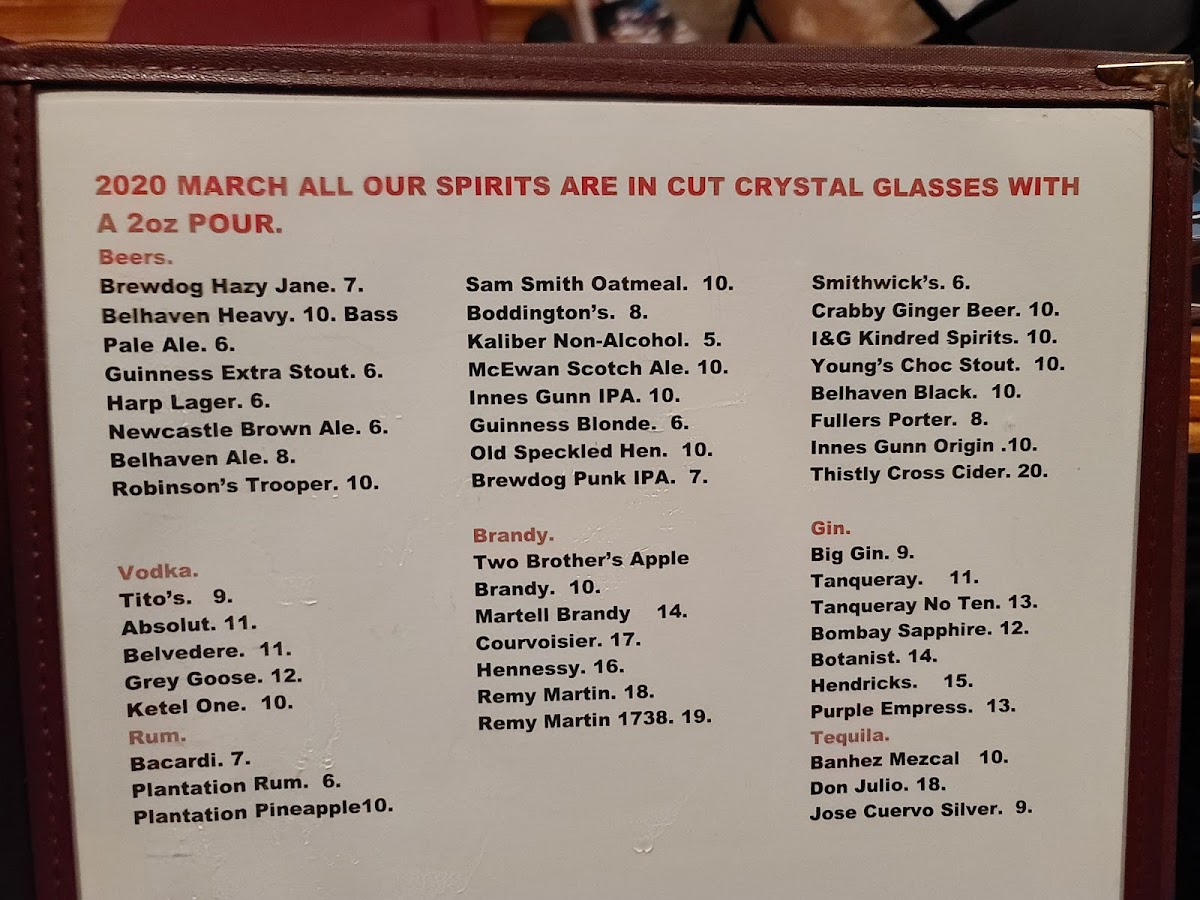 2020 MARCH ALL OUR SPIRITS ARE IN CUT CRYSTAL GLASSES WITH
A 2oz POUR.
Beers.
Brewdog Hazy Jane. 7.
Belhaven Heavy. 10. Bass
Pale Ale. 6.
Guinness Extra Stout. 6.
Harp Lager. 6.
Newcastle Brown Ale. 6.
Belhaven Ale. 8.
Robinson's Trooper. 10.
Sam Smith Oatmeal. 10.
Boddington's. 8.
Kaliber Non-Alcohol. 5.
McEwan Scotch Ale. 10.
Innes Gunn IPA. 10.
Guinness Blonde. 6.
Old Speckled Hen. 10.
Brewdog Punk IPA. 7.
Smithwick's. 6.
Crabby Ginger Beer. 10.
I&G Kindred Spirits. 10.
Young's Choc Stout. 10.
Belhaven Black. 10.
Fullers Porter. 8.
Innes Gunn Origin .10.
Thistly Cross Cider. 20.
Vodka.
Tito's. 9.
Absolut. 11.
Belvedere. 11.
Grey Goose. 12.
Ketel One. 10.
Rum.
Bacardi. 7.
Plantation Rum. 6.
Plantation Pineapple10.
Brandy.
Two Brother's Apple
Brandy. 10.
Martell Brandy 14.
Courvoisier. 17.
Hennessy. 16.
Remy Martin. 18.
Remy Martin 1738. 19.
Gin.
Big Gin. 9.
Tanqueray. 11.
Tanqueray No Ten. 13.
Bombay Sapphire. 12.
Botanist. 14.
Hendricks. 15.
Purple Empress. 13.
Tequila.
Banhez Mezcal 10.
Don Julio. 18.
Jose Cuervo Silver. 9.